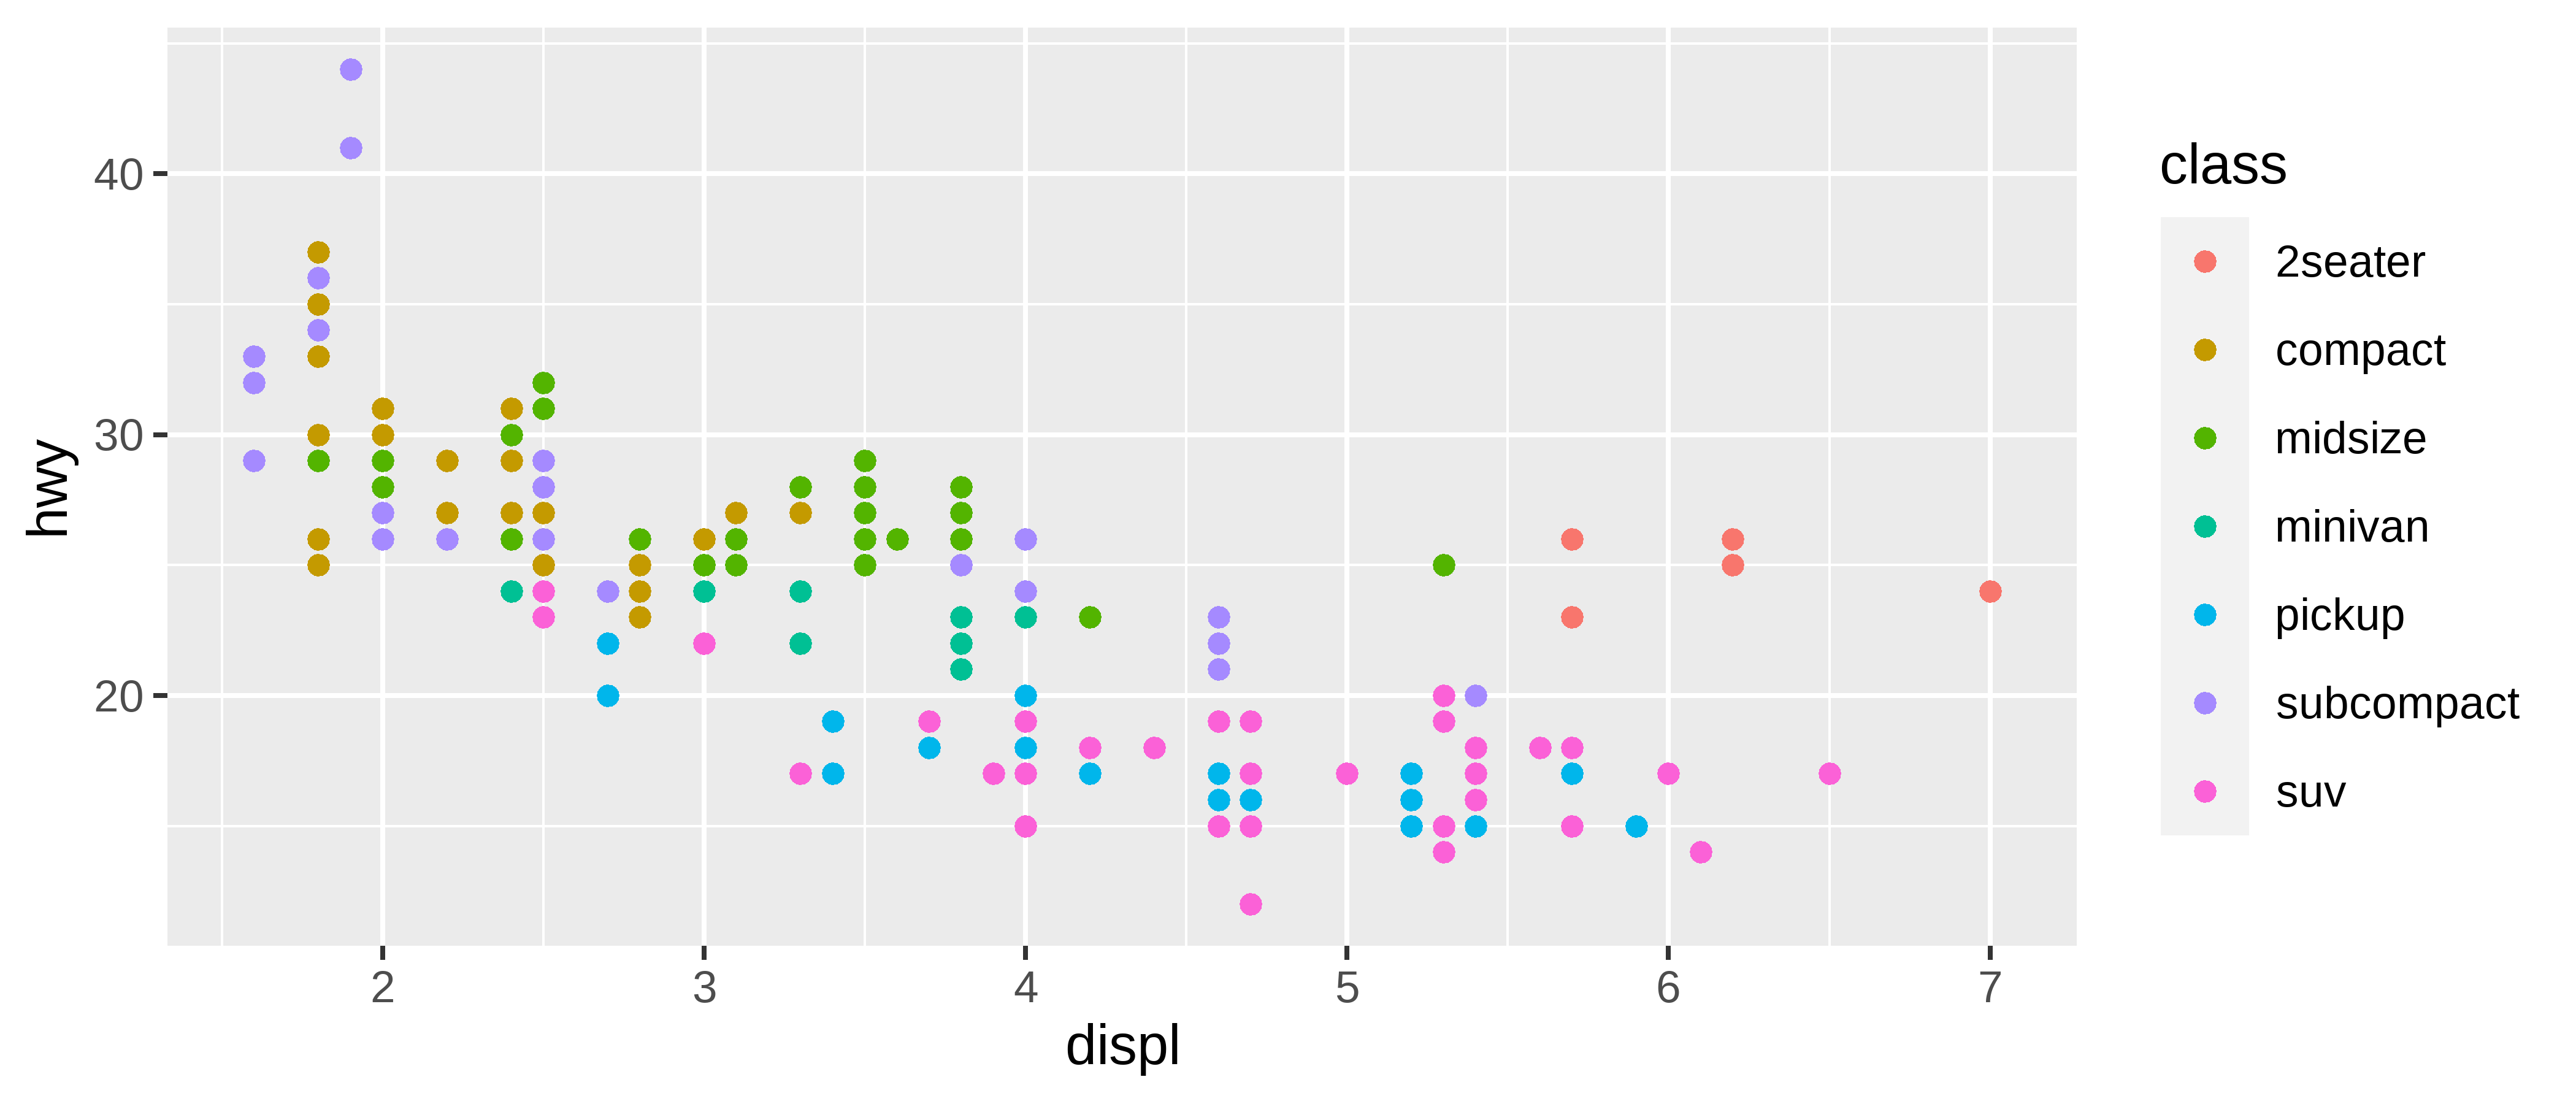 hwy
40
30
20
2 3 4 5 6 7
displ
class
2seater
compact
midsize
minivan
pickup
subcompact
suv